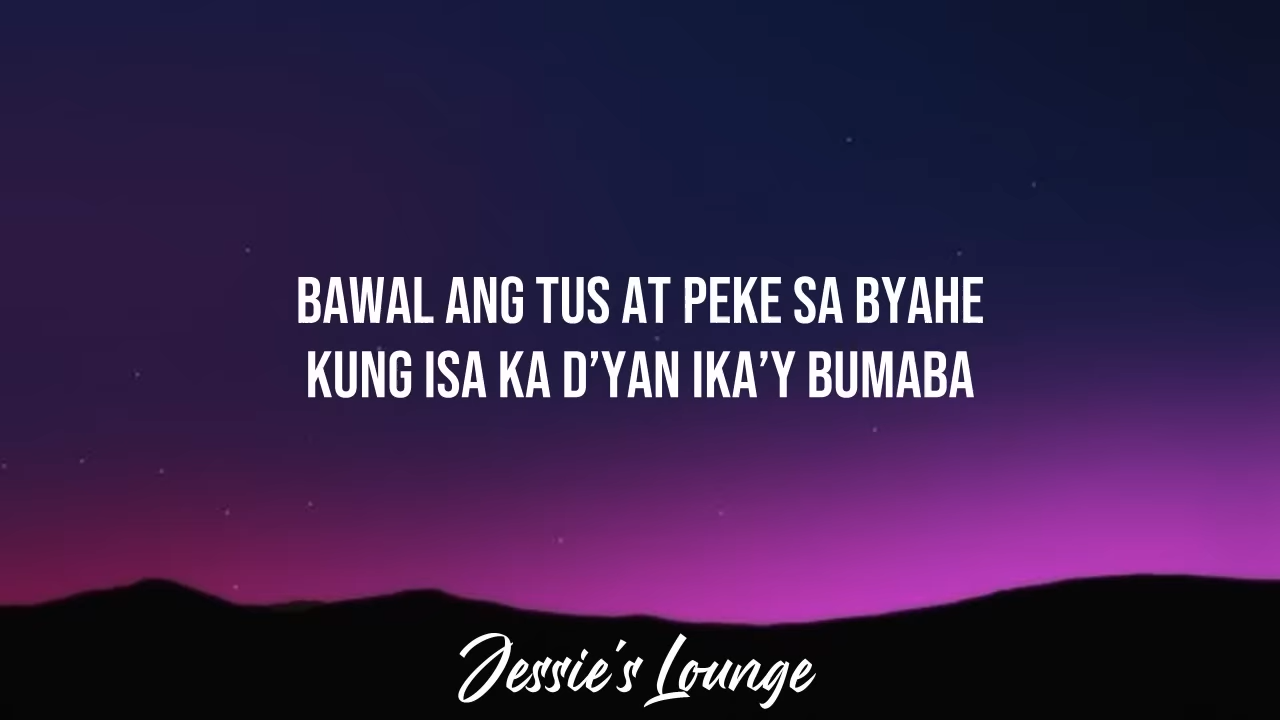 BAWAL ANG TUS AT PEKE SA BYAHE
KUNG ISA KA D’YAN IKA’Y BUMABA
Jessie's Lounge